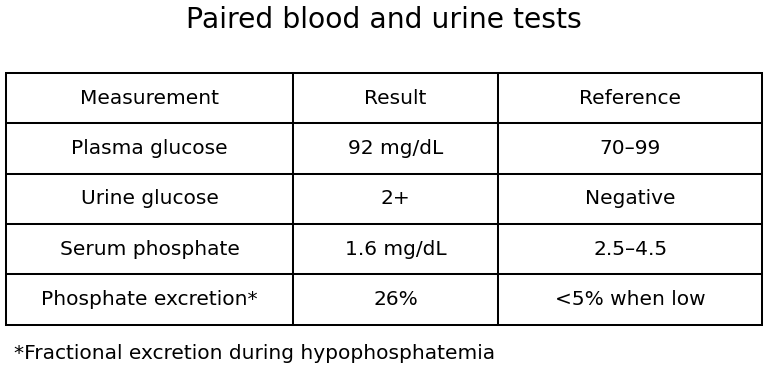 Paired blood and urine tests
Measurement Result Reference
Plasma glucose 92 mg/dL 70–99
Urine glucose 2+ Negative
Serum phosphate 1.6 mg/dL 2.5–4.5
Phosphate excretion* 26% <5% when low
*Fractional excretion during hypophosphatemia